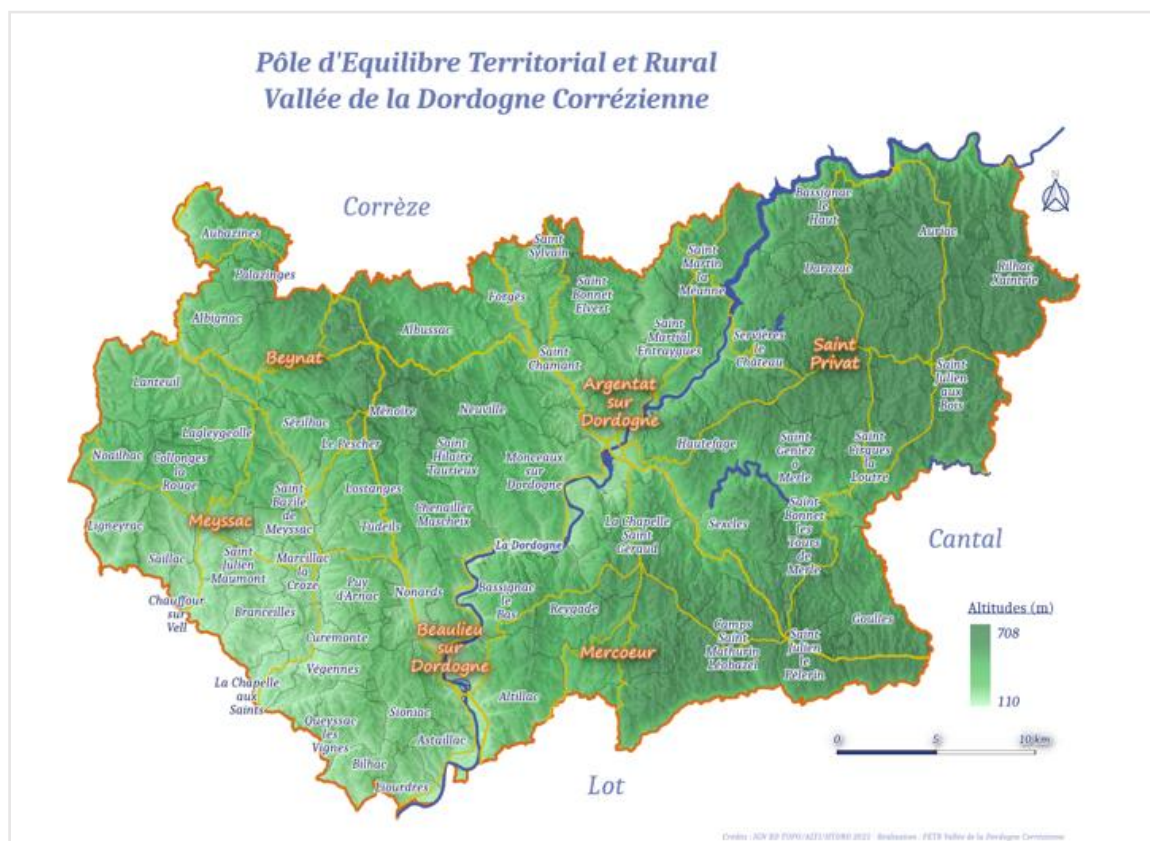 Pôle d'Equilibre Territorial et Rural
Vallée de la Dordogne Corrézienne
Corrèze
N
Bassignac
le
Haut
Auriac
Aubazines
Saint
Sylvain
Saint
Martin
la
Méanne
Darazac
Rilhac
Xaintrie
Palazinges
Forgès
Saint
Bonnet
Elvert
Albignac
Albussac
Saint
Martial
Entraygues
Servières
le
Château
Saint
Privat
Beynat
Saint
Chamant
Saint
Julien
aux
Bois
Lanteuil
Argentat
sur
Dordogne
Ménoire
Neuville
Sérilhac
Lagleygeolle
Le Pescher
Hautefage
Saint
Geniez
ô
Merle
Saint
Cirgues
la
Loutre
Noailhac
Collonges
la
Rouge
Saint
Hilaire
Taurieux
Monceaux
sur
Dordogne
Saint
Bazile
de
Meyssac
Lostanges
Chenailler
Mascheix
Sexcles
Saint
Bonnet
les
Tours
de
Merle
Ligneyrac
Meyssac
Tudeils
La Chapelle
Saint
Géraud
Cantal
La Dordogne
Saillac
Saint
Julien
Maumont
Marcillac
la
Croze
Puy
d'Arnac
Nonards
Bassignac
le
Bas
Reygade
Chauffour
sur
Vell
Branceilles
Curemonte
Beaulieu
sur
Dordogne
Mercoeur
Camps
Saint
Mathurin
Léobazel
Saint
Julien
le
Pèlerin
Goulles
Altitudes (m)
708
110
Végennes
La Chapelle
aux
Saints
Altillac
Queyssac
les
Vignes
Sioniac
Astaillac
Bilhac
Liourdres
Lot
0 5 10 km